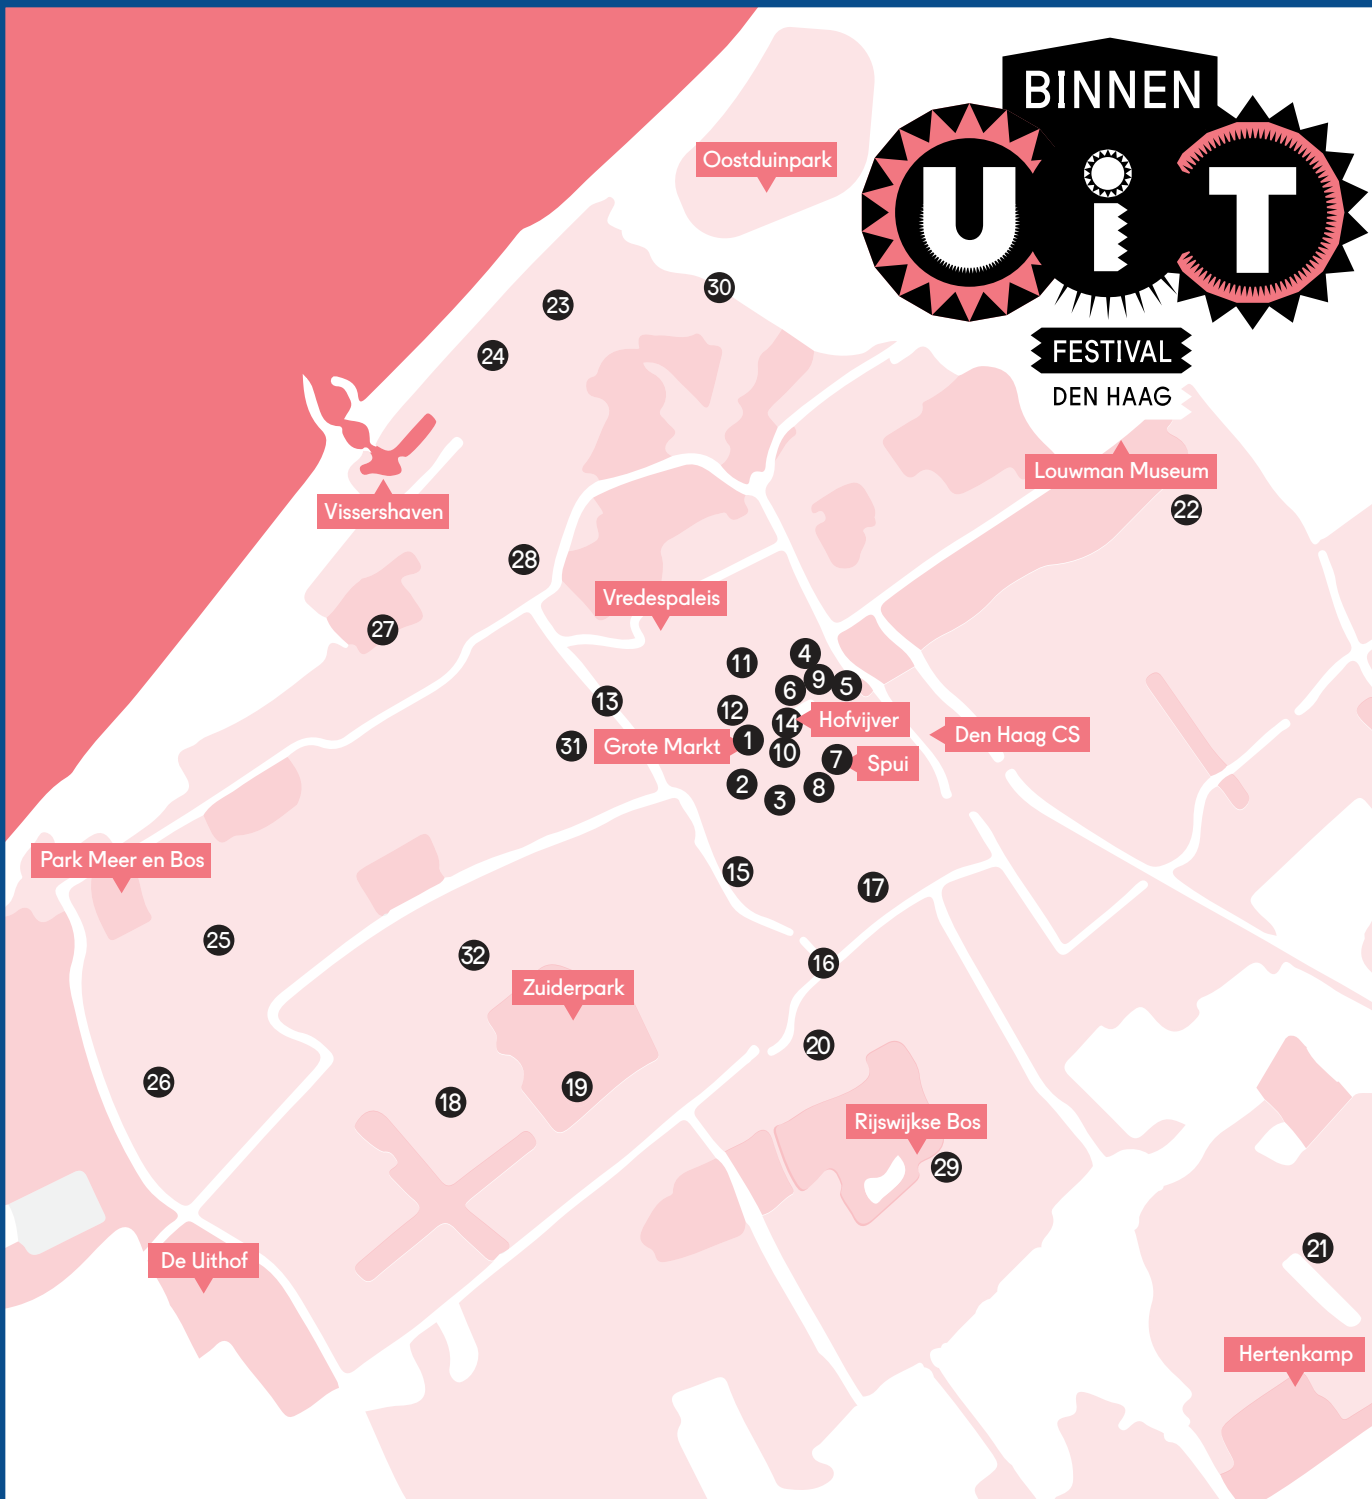 BINNEN
UiT
FESTIVAL
DEN HAAG
Oostduinpark
30
23
24
Louwman Museum
22
Vissershaven
28
Vredespaleis
27
4
11
9
5
6
13
12
14
Hofvijver
Den Haag CS
31
Grote Markt
1
10
7
Spui
2
8
3
Park Meer en Bos
15
17
25
32
16
Zuiderpark
20
26
19
18
Rijswijkse Bos
29
21
De Uithof
Hertenkamp